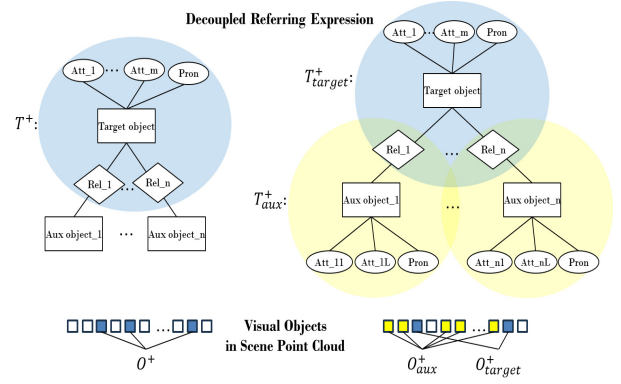 Decoupled Referring Expression
Att_1 ... Att_m Pron
T⁺:
Target object
Rel_1 ... Rel_n
Aux object_1 ... Aux object_n
Att_1 ... Att_m Pron
T⁺target:
Target object
Rel_1 ... Rel_n
T⁺aux:
Aux object_1 ... Aux object_n
Att_11 Att_1L Pron
Att_n1 Att_nL Pron
...
O⁺
Visual Objects
in Scene Point Cloud
...
O⁺aux O⁺target